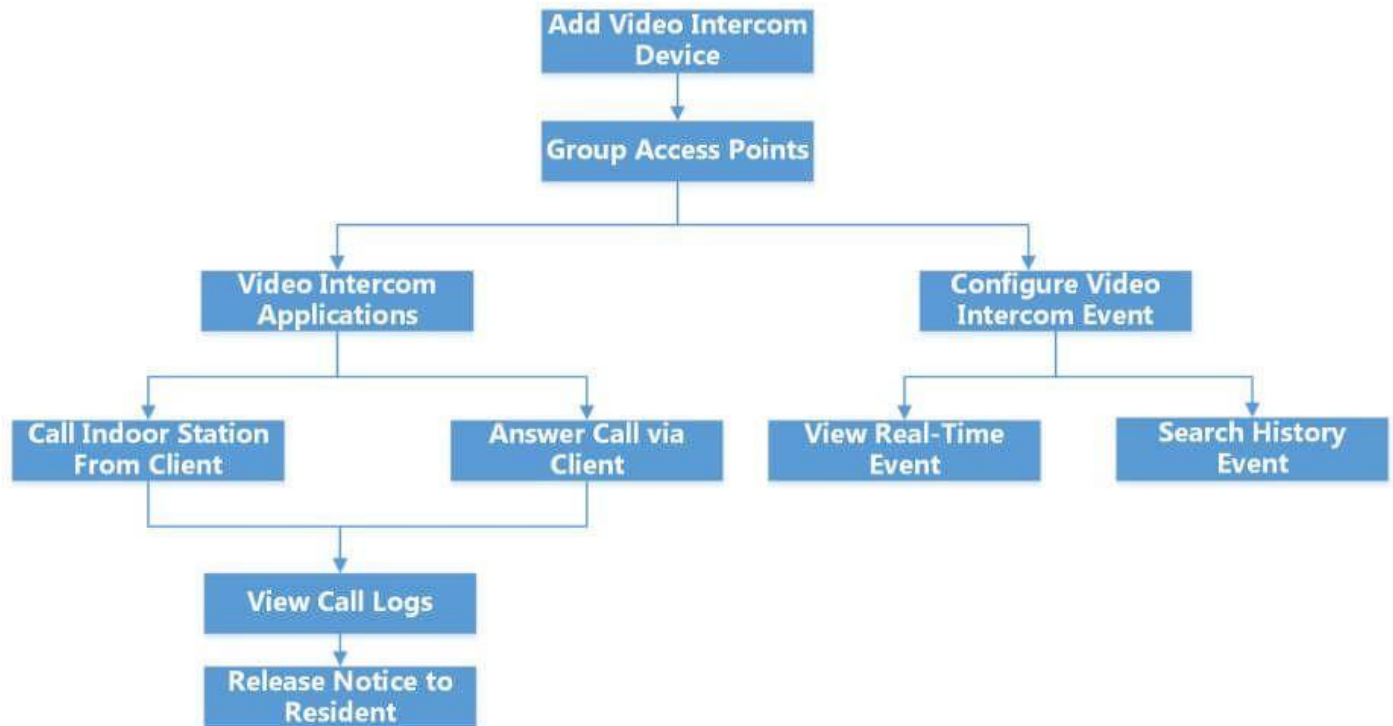 Add Video Intercom
Device
Group Access Points
Video Intercom
Applications
Configure Video
Intercom Event
Call Indoor Station
From Client
Answer Call via
Client
View Real-Time
Event
Search History
Event
View Call Logs
Release Notice to
Resident